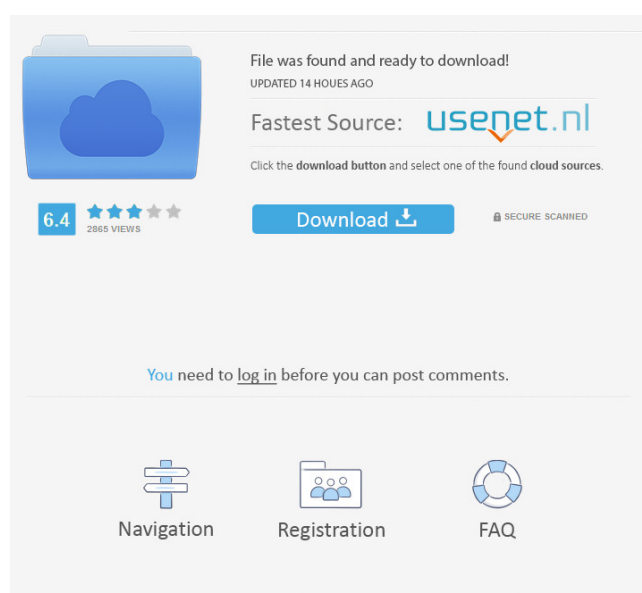 File was found and ready to download!
UPDATED 14 HOUES AGO
Fastest Source: usenet.nl
Click the download button and select one of the found cloud sources.
6.4
2865 VIEWS
Download
SECURE SCANNED
You need to log in before you can post comments.
Navigation
Registration
FAQ